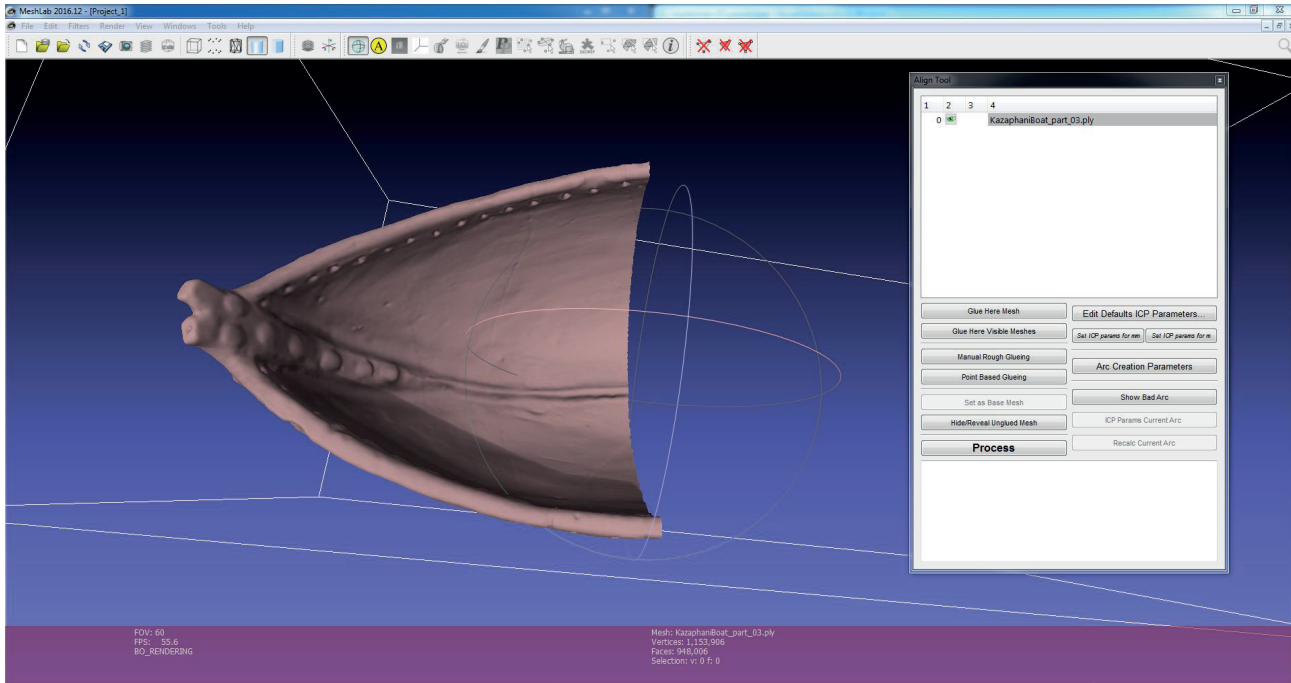 MeshLab 2016.12 - [Project_1]
File Edit Filters Render View Windows Tools Help
A
Align Tool
1 2 3 4
0 KazaphaniBoat_part_03.ply
Glue Here Mesh
Edit Defaults ICP Parameters...
Glue Here Visible Meshes
Set ICP params for mm
Set ICP params for m
Manual Rough Glueing
Arc Creation Parameters
Point Based Glueing
Set as Base Mesh
Show Bad Arc
Hide/Reveal Unglued Mesh
ICP Params Current Arc
Process
Recalc Current Arc
FOV: 60
FPS: 55.6
BO_RENDERING
Mesh: KazaphaniBoat_part_03.ply
Vertices: 1,153,906
Faces: 948,006
Selection: v: 0 f: 0